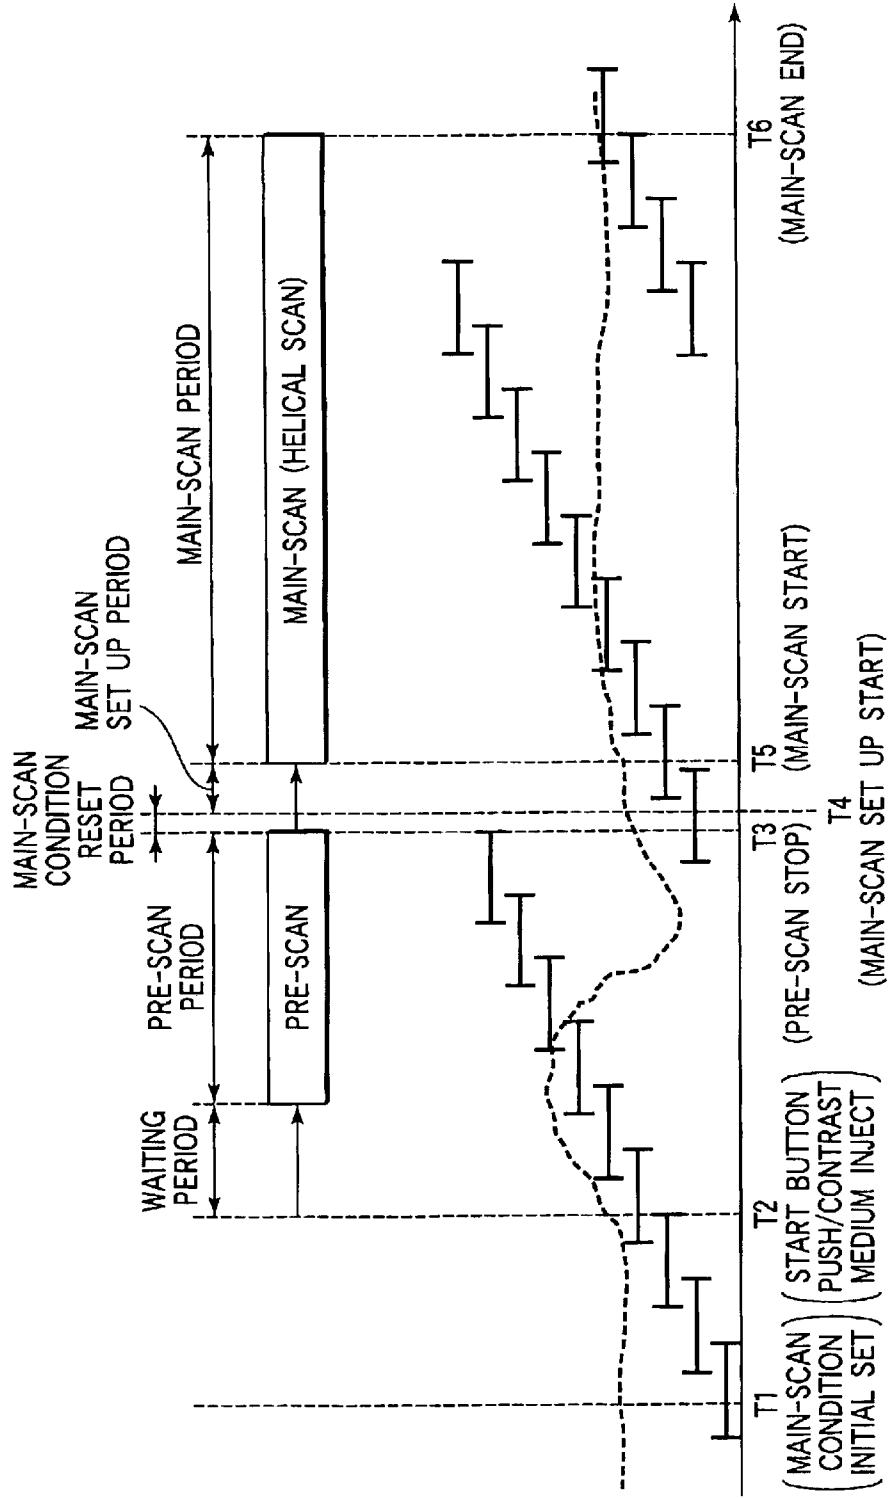 MAIN-SCAN
CONDITION
RESET
PERIOD
MAIN-SCAN
SET UP PERIOD
WAITING
PERIOD
PRE-SCAN
PERIOD
MAIN-SCAN PERIOD
PRE-SCAN
MAIN-SCAN (HELICAL SCAN)
T1
(MAIN-SCAN
CONDITION
INITIAL SET)
T2
(START BUTTON
PUSH/CONTRAST
MEDIUM INJECT)
T3
(PRE-SCAN STOP)
T4
(MAIN-SCAN SET UP START)
T5
(MAIN-SCAN START)
T6
(MAIN-SCAN END)